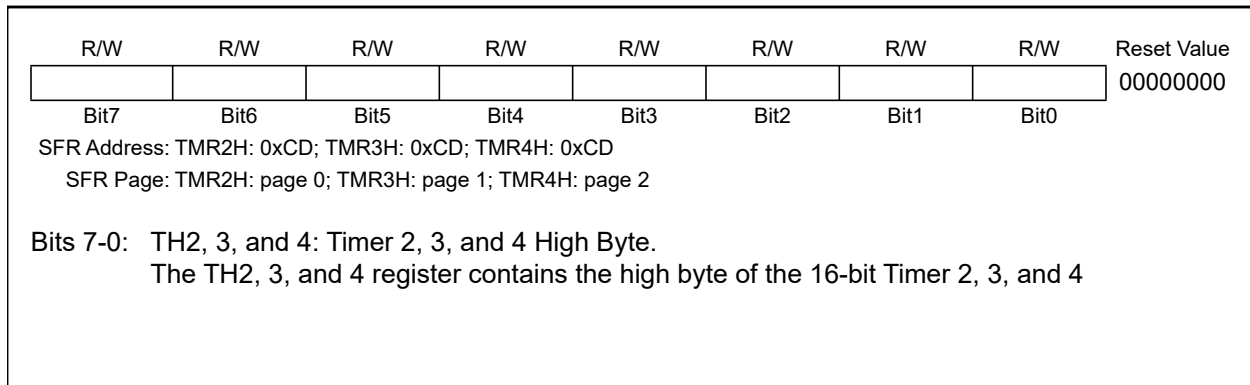 R/W R/W R/W R/W R/W R/W R/W R/W Reset Value
00000000
Bit7 Bit6 Bit5 Bit4 Bit3 Bit2 Bit1 Bit0
SFR Address: TMR2H: 0xCD; TMR3H: 0xCD; TMR4H: 0xCD
SFR Page: TMR2H: page 0; TMR3H: page 1; TMR4H: page 2
Bits 7-0: TH2, 3, and 4: Timer 2, 3, and 4 High Byte.
The TH2, 3, and 4 register contains the high byte of the 16-bit Timer 2, 3, and 4